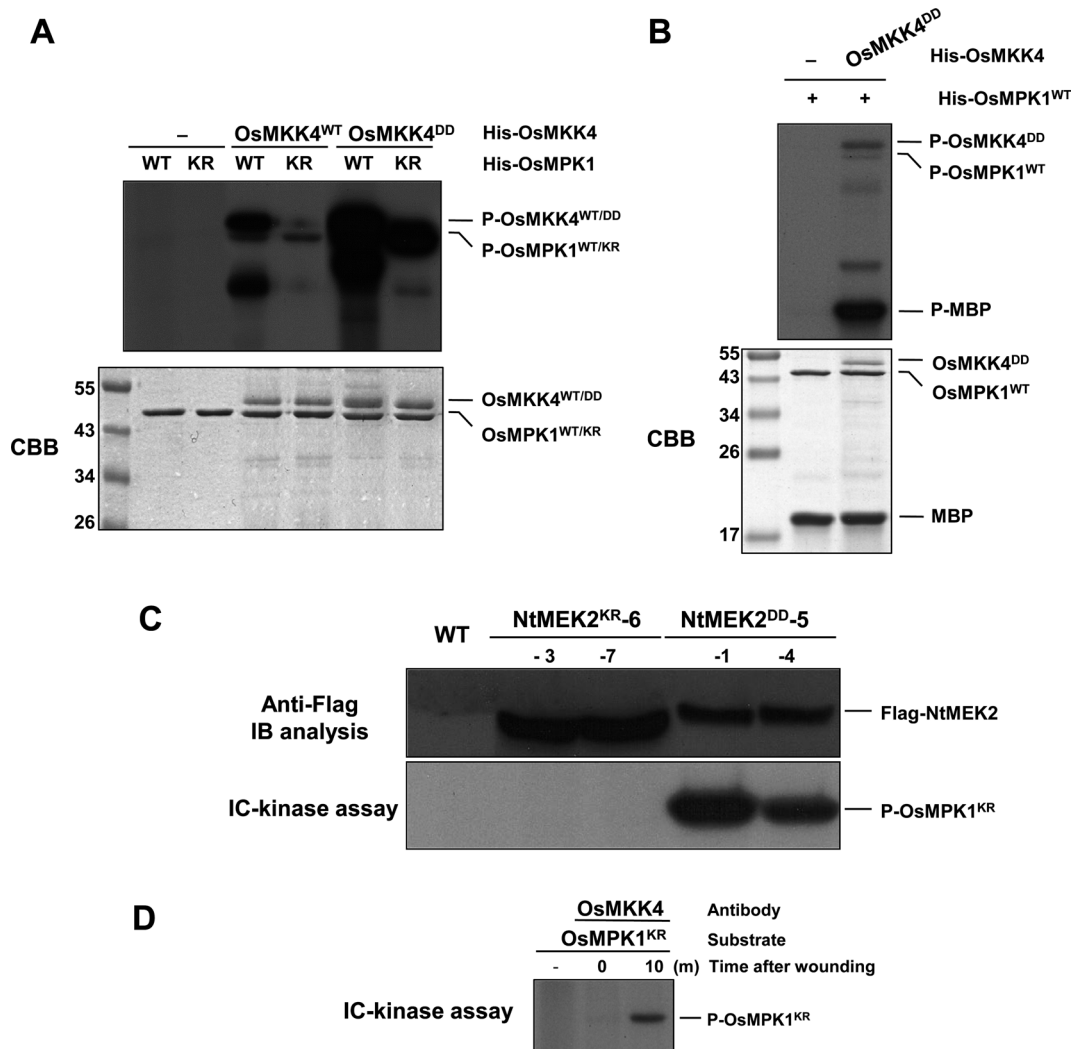 A
– OsMKK4WT OsMKK4DD His-OsMKK4
WT KR WT KR WT KR His-OsMPK1
P-OsMKK4WT/DD
P-OsMPK1WT/KR
55
43
34
26
CBB
OsMKK4WT/DD
OsMPK1WT/KR
B
– OsMKK4DD His-OsMKK4
+ + His-OsMPK1WT
P-OsMKK4DD
P-OsMPK1WT
P-MBP
55
43
34
26
17
CBB
OsMKK4DD
OsMPK1WT
MBP
C
WT NtMEK2KR-6 NtMEK2DD-5
- 3 -7 -1 -4
Anti-Flag
IB analysis
Flag-NtMEK2
IC-kinase assay
P-OsMPK1KR
D
OsMKK4 Antibody
OsMPK1KR Substrate
- 0 10 (m) Time after wounding
IC-kinase assay
P-OsMPK1KR